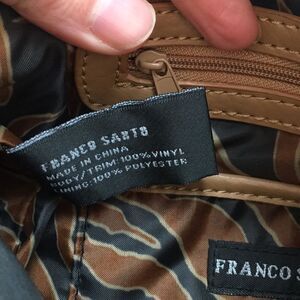 FRANCO SARTO
MADE IN CHINA
BODY/TRIM:100%VINYL
LINING:100% POLYESTER
FRANCO S